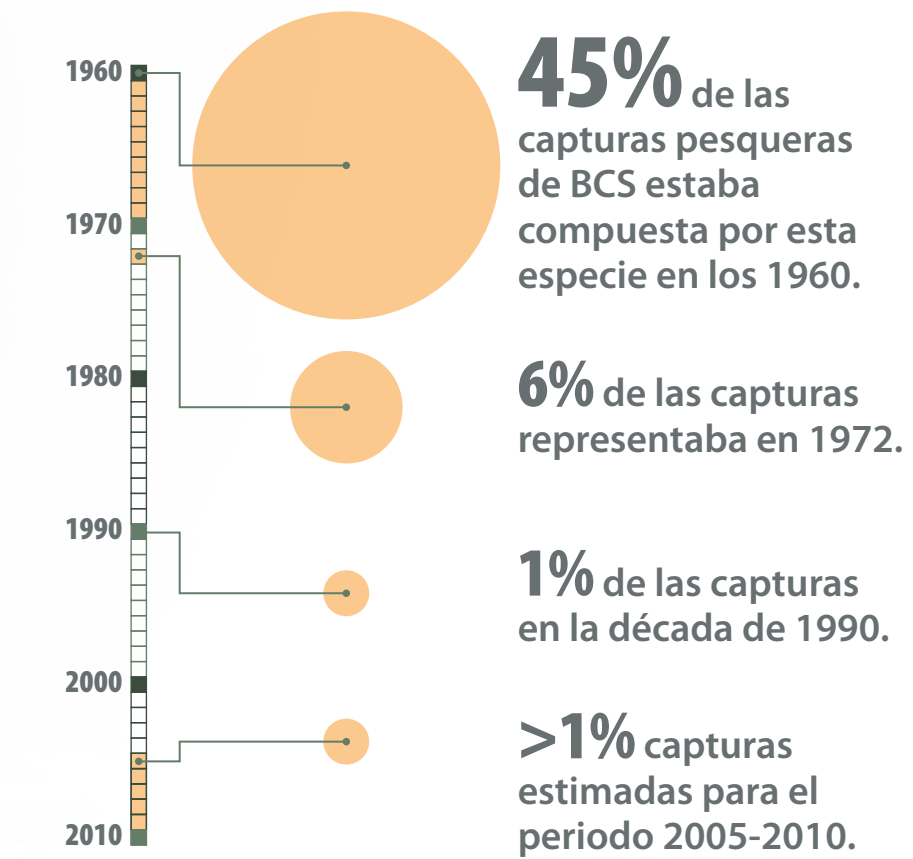 1960
45% de las
capturas pesqueras
de BCS estaba
compuesta por esta
especie en los 1960.
1970
1980
6% de las capturas
representaba en 1972.
1990
1% de las capturas
en la década de 1990.
2000
>1% capturas
estimadas para el
periodo 2005-2010.
2010